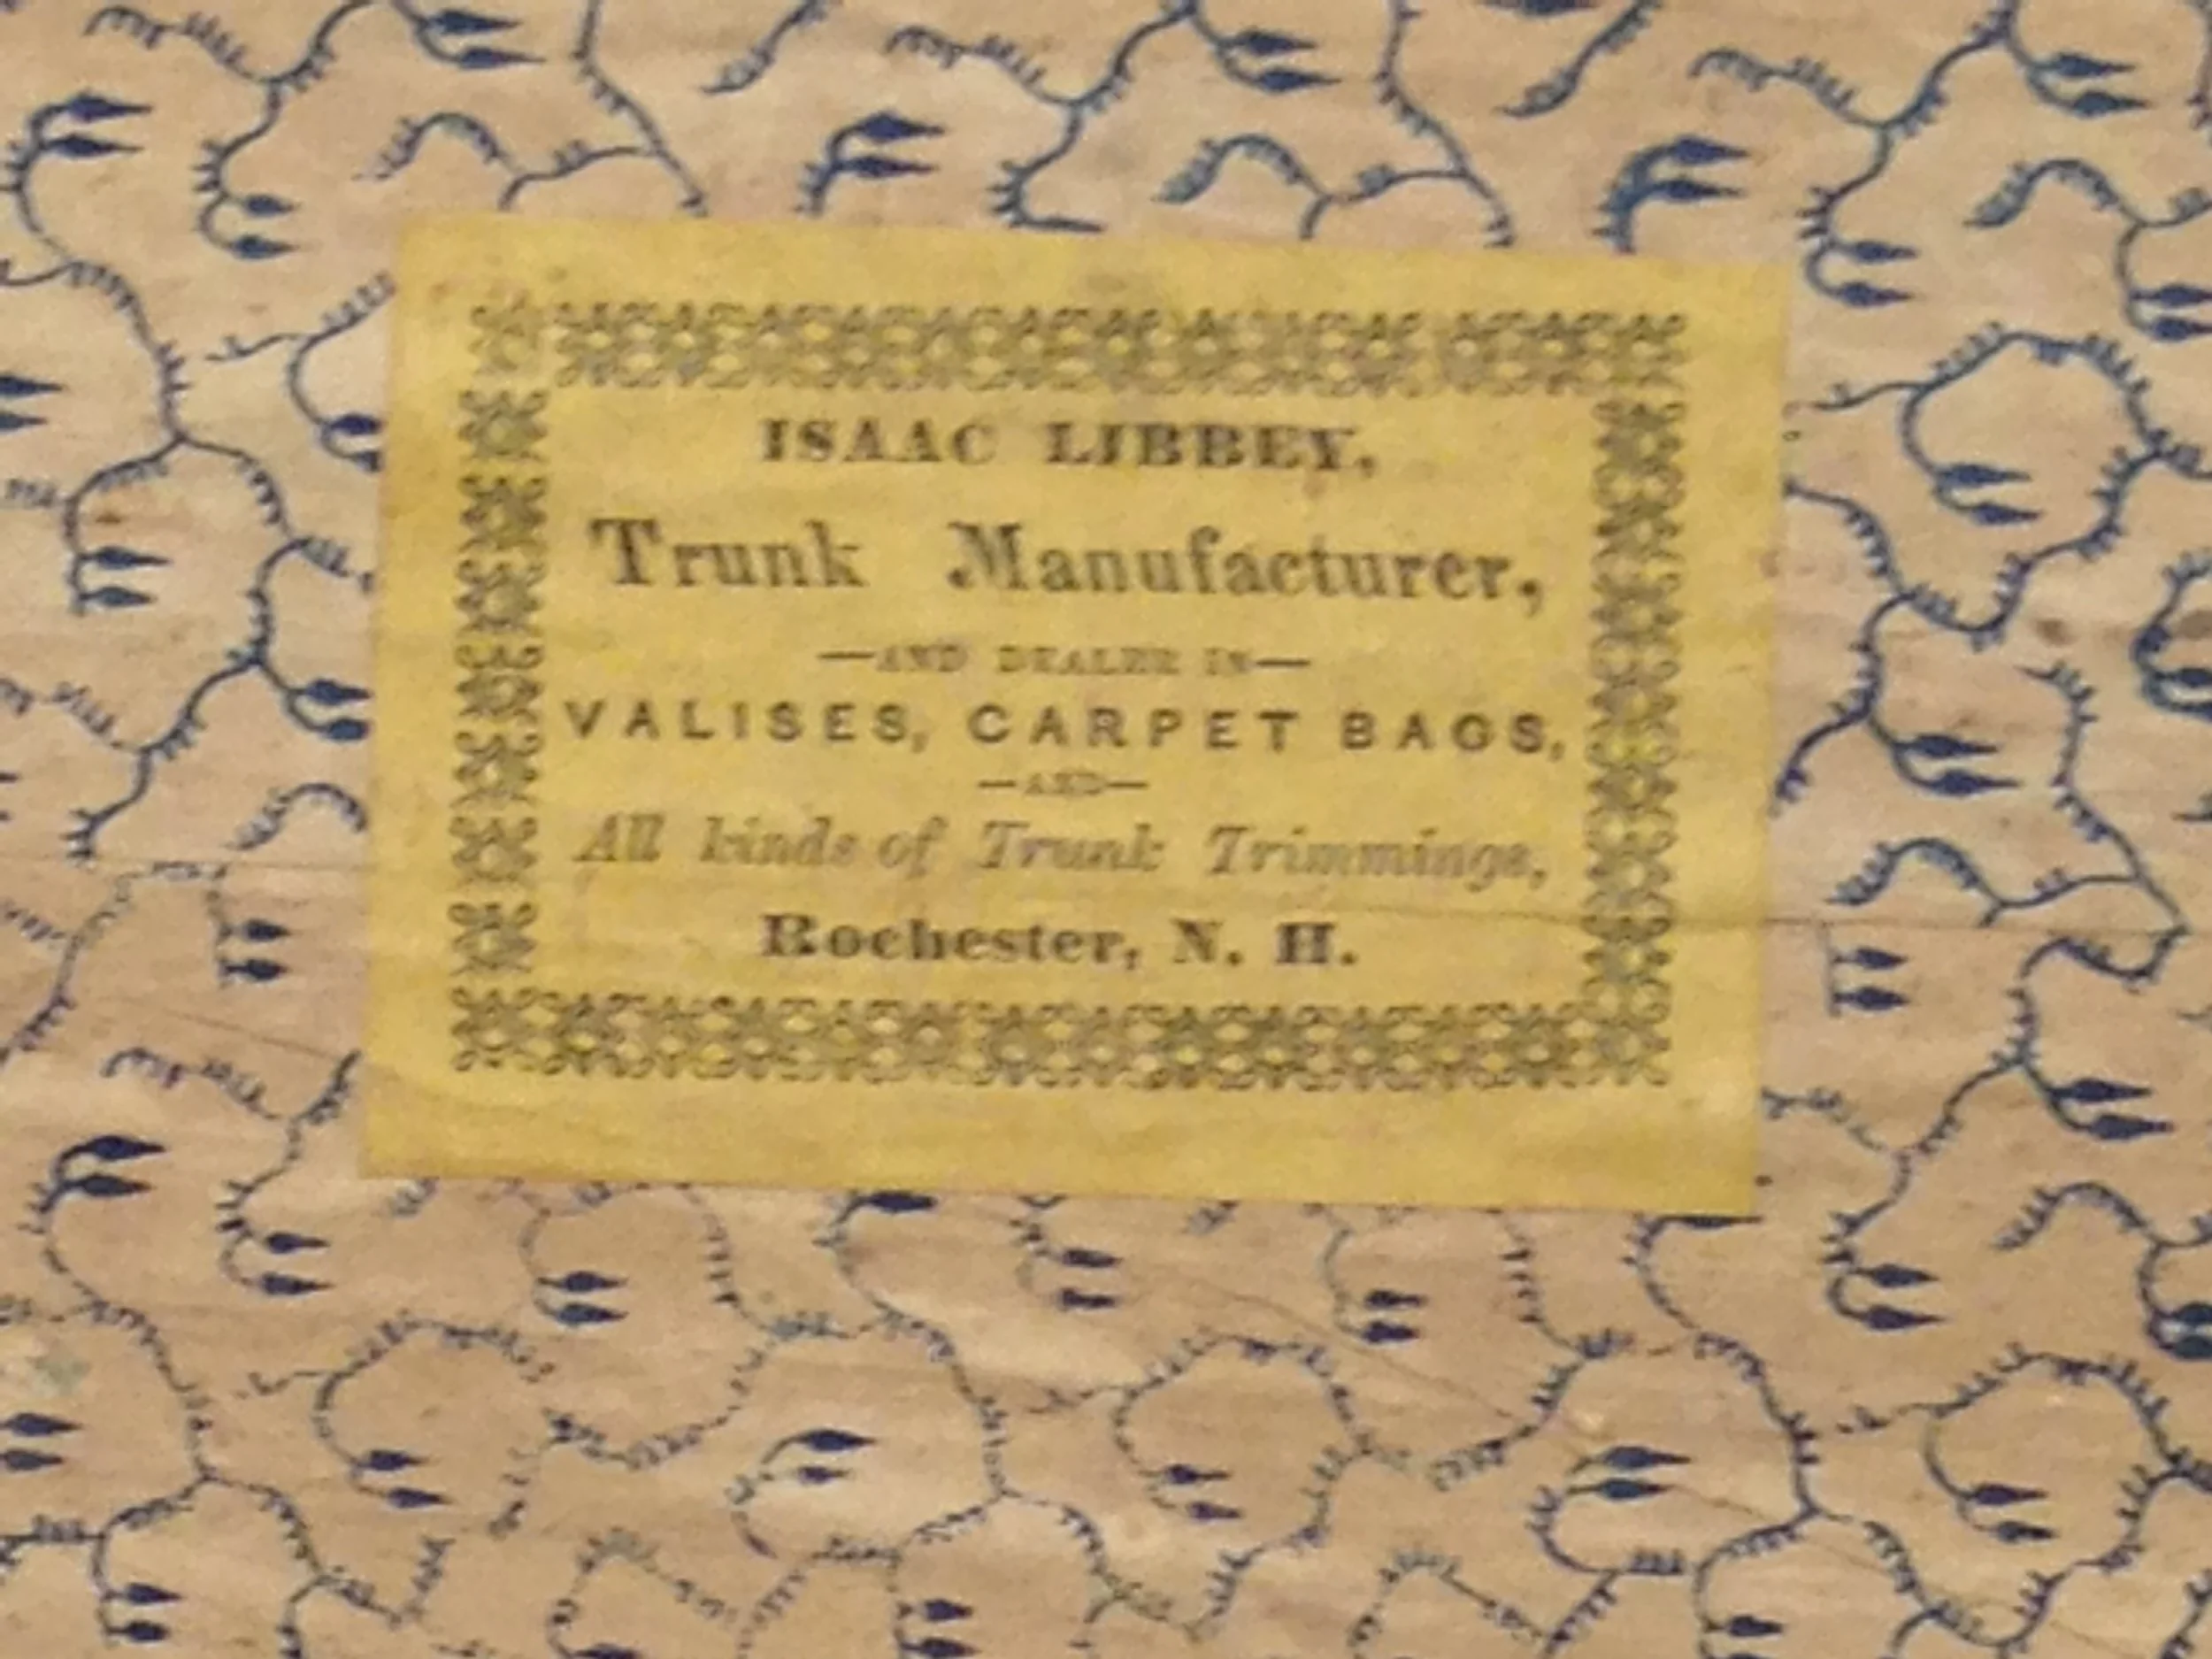 ISAAC LIBBEY,
Trunk Manufacturer,
—AND DEALER IN—
VALISES, CARPET BAGS,
—AND—
All kinds of Trunk Trimmings,
Rochester, N. H.